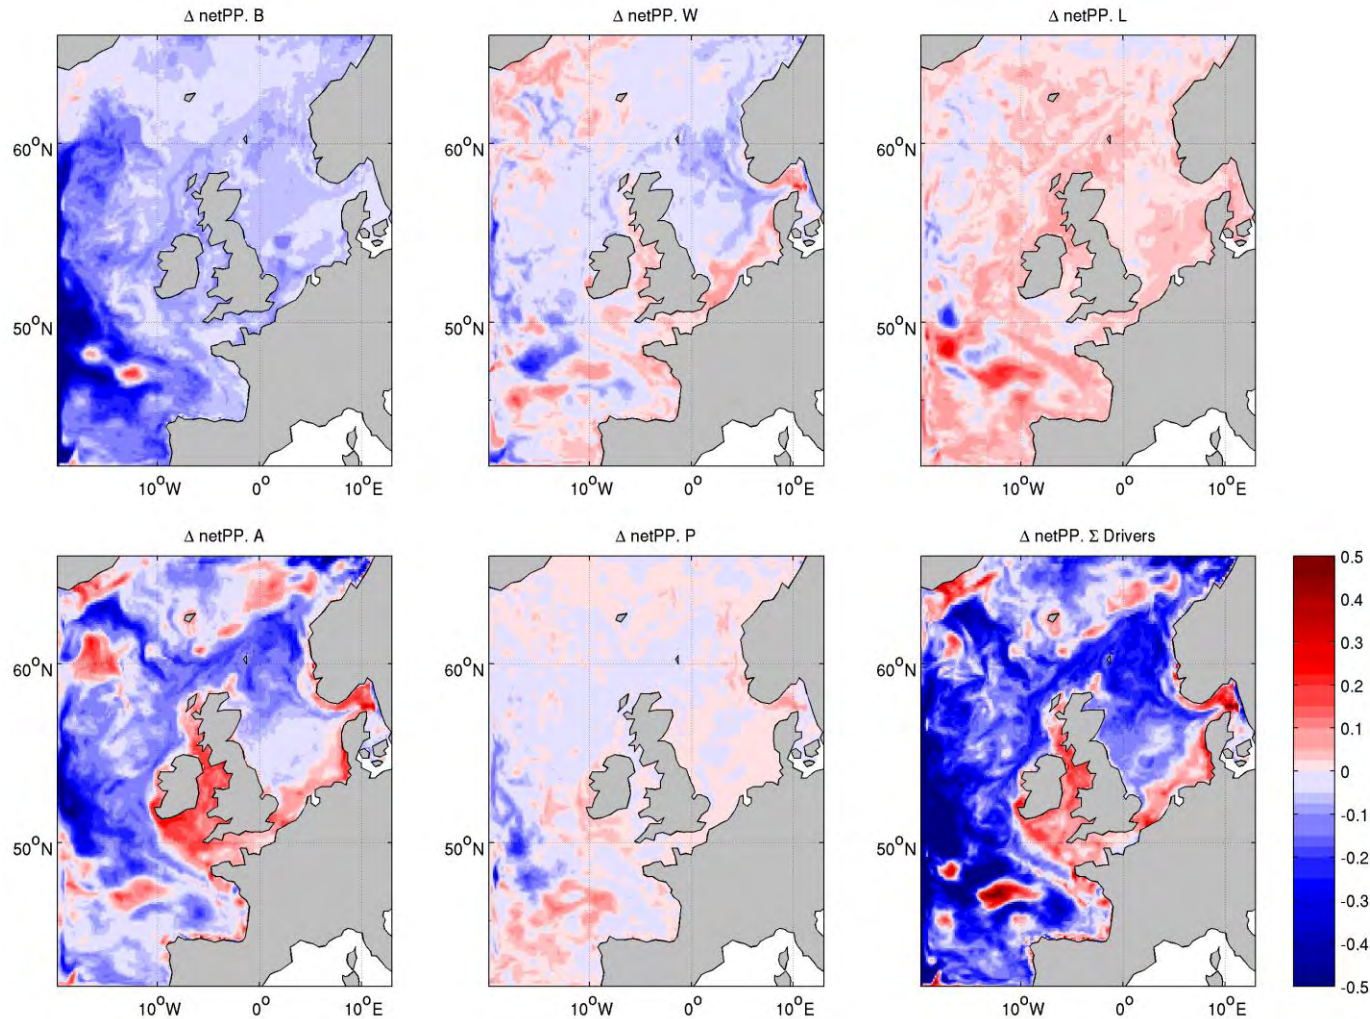 Δ netPP. B
Δ netPP. W
Δ netPP. L
60°N
60°N
60°N
50°N
50°N
50°N
10°W 0° 10°E
10°W 0° 10°E
10°W 0° 10°E
Δ netPP. A
Δ netPP. P
Δ netPP. Σ Drivers
60°N
60°N
60°N
50°N
50°N
50°N
10°W 0° 10°E
10°W 0° 10°E
10°W 0° 10°E
0.5
0.4
0.3
0.2
0.1
0
-0.1
-0.2
-0.3
-0.4
-0.5